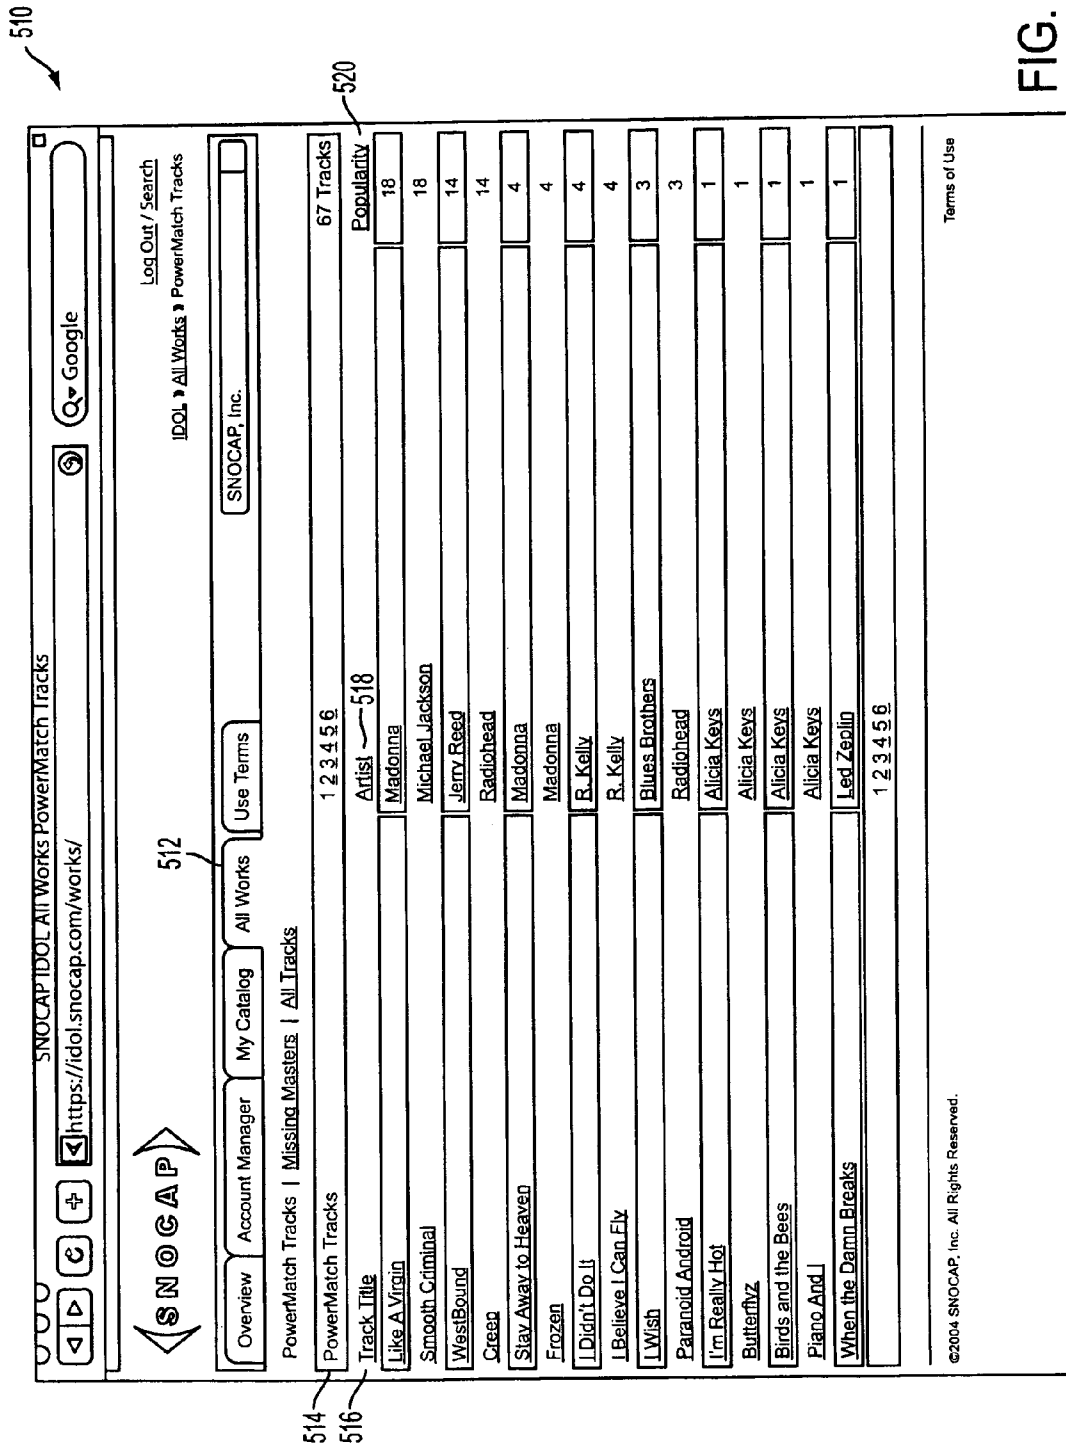 510
SNOCAP IDOL All Works PowerMatch Tracks
https://idol.snocap.com/works/
Google
SNOCAP
Log Out / Search
IDOL » All Works » PowerMatch Tracks
512
Overview
Account Manager
My Catalog
All Works
Use Terms
SNOCAP, Inc.
PowerMatch Tracks | Missing Masters | All Tracks
514
PowerMatch Tracks 1 2 3 4 5 6 67 Tracks
516 Track Title Artist 518 Popularity 520
Like A Virgin Madonna 18
Smooth Criminal Michael Jackson 18
WestBound Jerry Reed 14
Creep Radiohead 14
Stay Away to Heaven Madonna 4
Frozen Madonna 4
I Didn't Do It R. Kelly 4
I Believe I Can Fly R. Kelly 4
I Wish Blues Brothers 3
Paranoid Android Radiohead 3
I'm Really Hot Alicia Keys 1
Butterflyz Alicia Keys 1
Birds and the Bees Alicia Keys 1
Piano And I Alicia Keys 1
When the Damn Breaks Led Zeplin 1
1 2 3 4 5 6
©2004 SNOCAP, Inc. All Rights Reserved. Terms of Use
FIG.